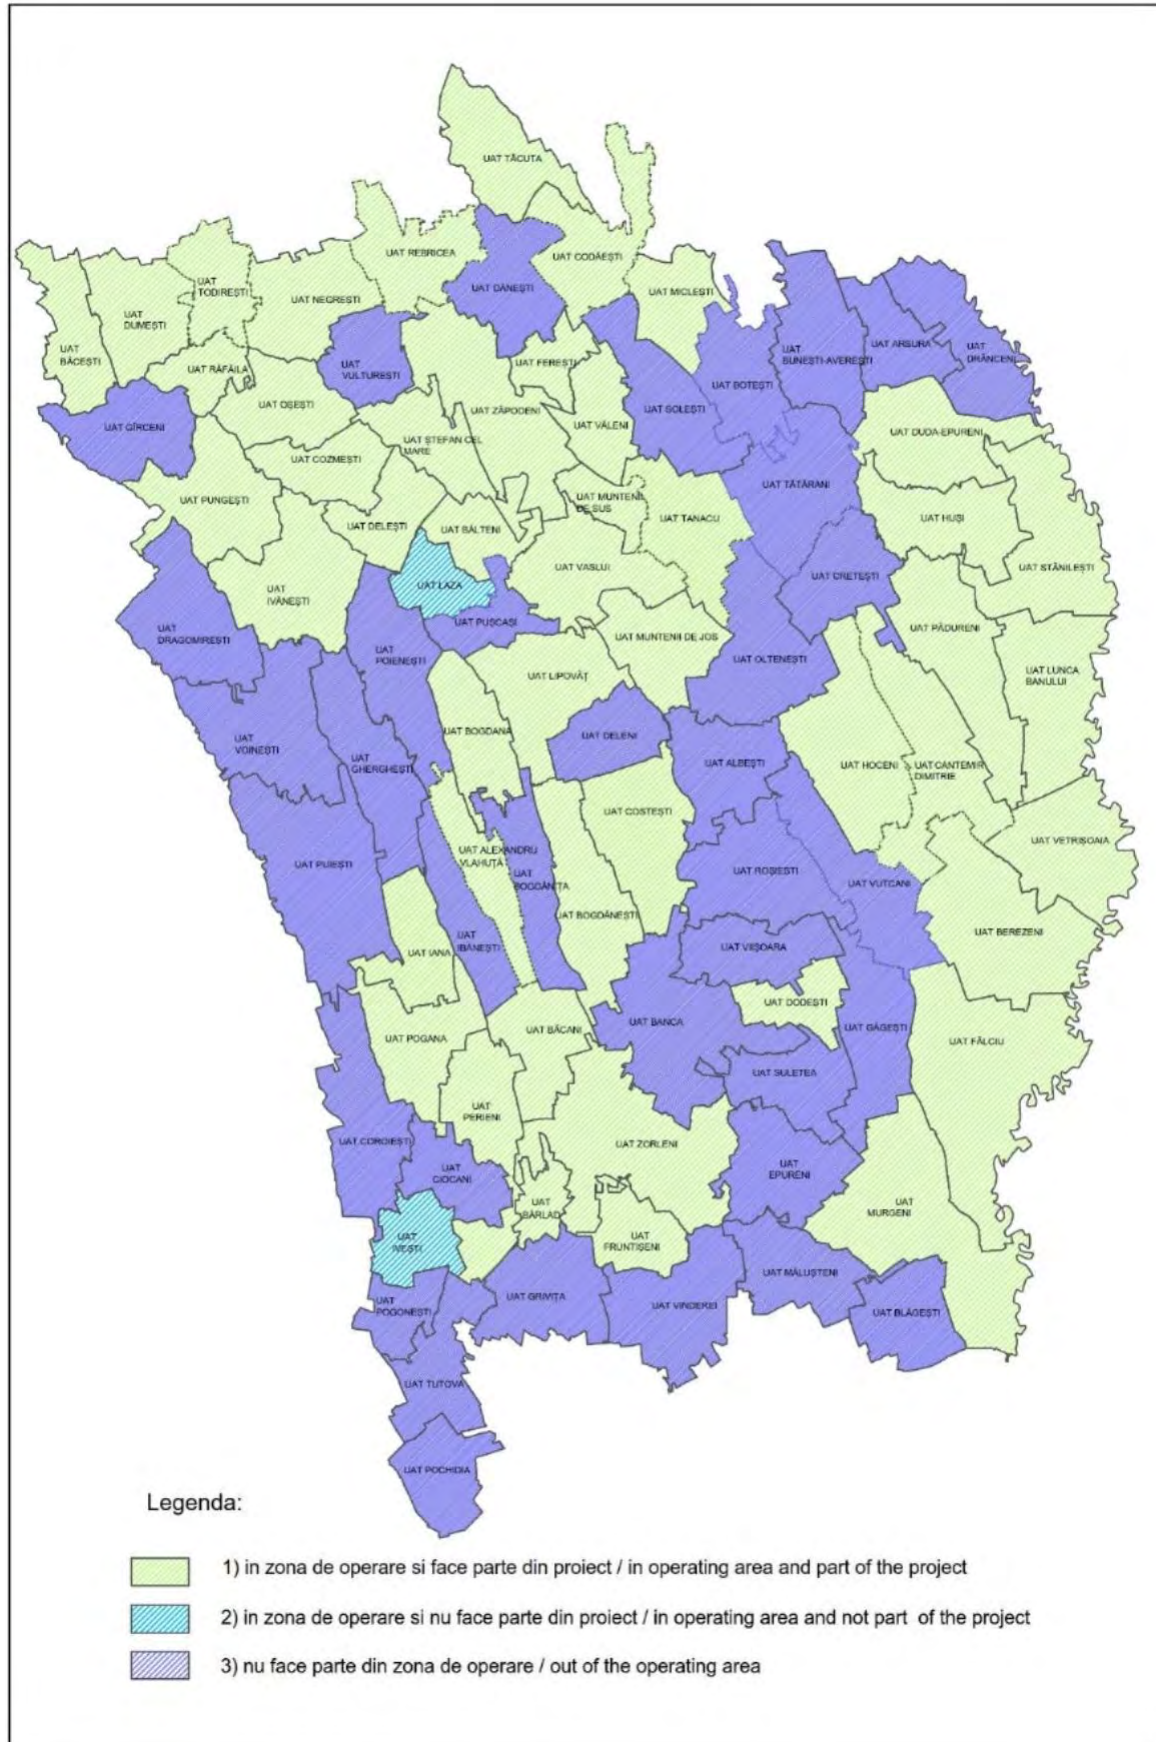 UAT TĂCUTA
UAT REBRICEA
UAT CODĂEȘTI
UAT DĂNEȘTI
UAT
TODIREȘTI
UAT NEGREȘTI
UAT MICLEȘTI
UAT
DUMEȘTI
UAT
BĂCEȘTI
UAT RAFAILA
UAT
VULTUREȘTI
UAT FEREȘTI
UAT
BUNEȘTI-AVEREȘTI
UAT ARSURA
UAT
DRÂNCENI
UAT BOTEȘTI
UAT OȘEȘTI
UAT ZĂPODENI
UAT SOLEȘTI
UAT VĂLENI
UAT GÎRCENI
UAT ȘTEFAN CEL
MARE
UAT DUDA-EPURENI
UAT COZMEȘTI
UAT TĂTĂRANI
UAT PUNGEȘTI
UAT MUNTENII
DE SUS
UAT DELEȘTI
UAT BĂLTENI
UAT TANACU
UAT HUȘI
UAT VASLUI
UAT STĂNILEȘTI
UAT CREȚEȘTI
UAT LAZA
UAT
IVĂNEȘTI
UAT PUȘCAȘI
UAT
DRAGOMIREȘTI
UAT
POIENEȘTI
UAT MUNTENII DE JOS
UAT PĂDURENI
UAT OLTENEȘTI
UAT LUNCA
BANULUI
UAT LIPOVĂȚ
UAT BOGDANA
UAT DELENI
UAT
VOINEȘTI
UAT
GHERGHEȘTI
UAT ALBEȘTI
UAT HOCENI
UAT CANTEMIR
DIMITRIE
UAT COSTEȘTI
UAT VETRIȘOAIA
UAT ALEXANDRU
VLAHUȚĂ
UAT PUIEȘTI
UAT
BOGDĂNIȚA
UAT ROȘIEȘTI
UAT VUTCANI
UAT BOGDĂNEȘTI
UAT
IBĂNEȘTI
UAT BEREZENI
UAT IANA
UAT VIIȘOARA
UAT DODEȘTI
UAT BĂCANI
UAT BANCA
UAT GĂGEȘTI
UAT POGANA
UAT FĂLCIU
UAT SULETEA
UAT
PERIENI
UAT COROIEȘTI
UAT ZORLENI
UAT
CIOCANI
UAT
EPURENI
UAT
BÂRLAD
UAT
MURGENI
UAT
IVEȘTI
UAT
FRUNTIȘENI
UAT MĂLUȘTENI
UAT
POGONEȘTI
UAT GRIVIȚA
UAT VINDEREI
UAT BLĂGEȘTI
UAT TUTOVA
UAT POCHIDIA
Legenda:
1) in zona de operare si face parte din proiect / in operating area and part of the project
2) in zona de operare si nu face parte din proiect / in operating area and not part of the project
3) nu face parte din zona de operare / out of the operating area